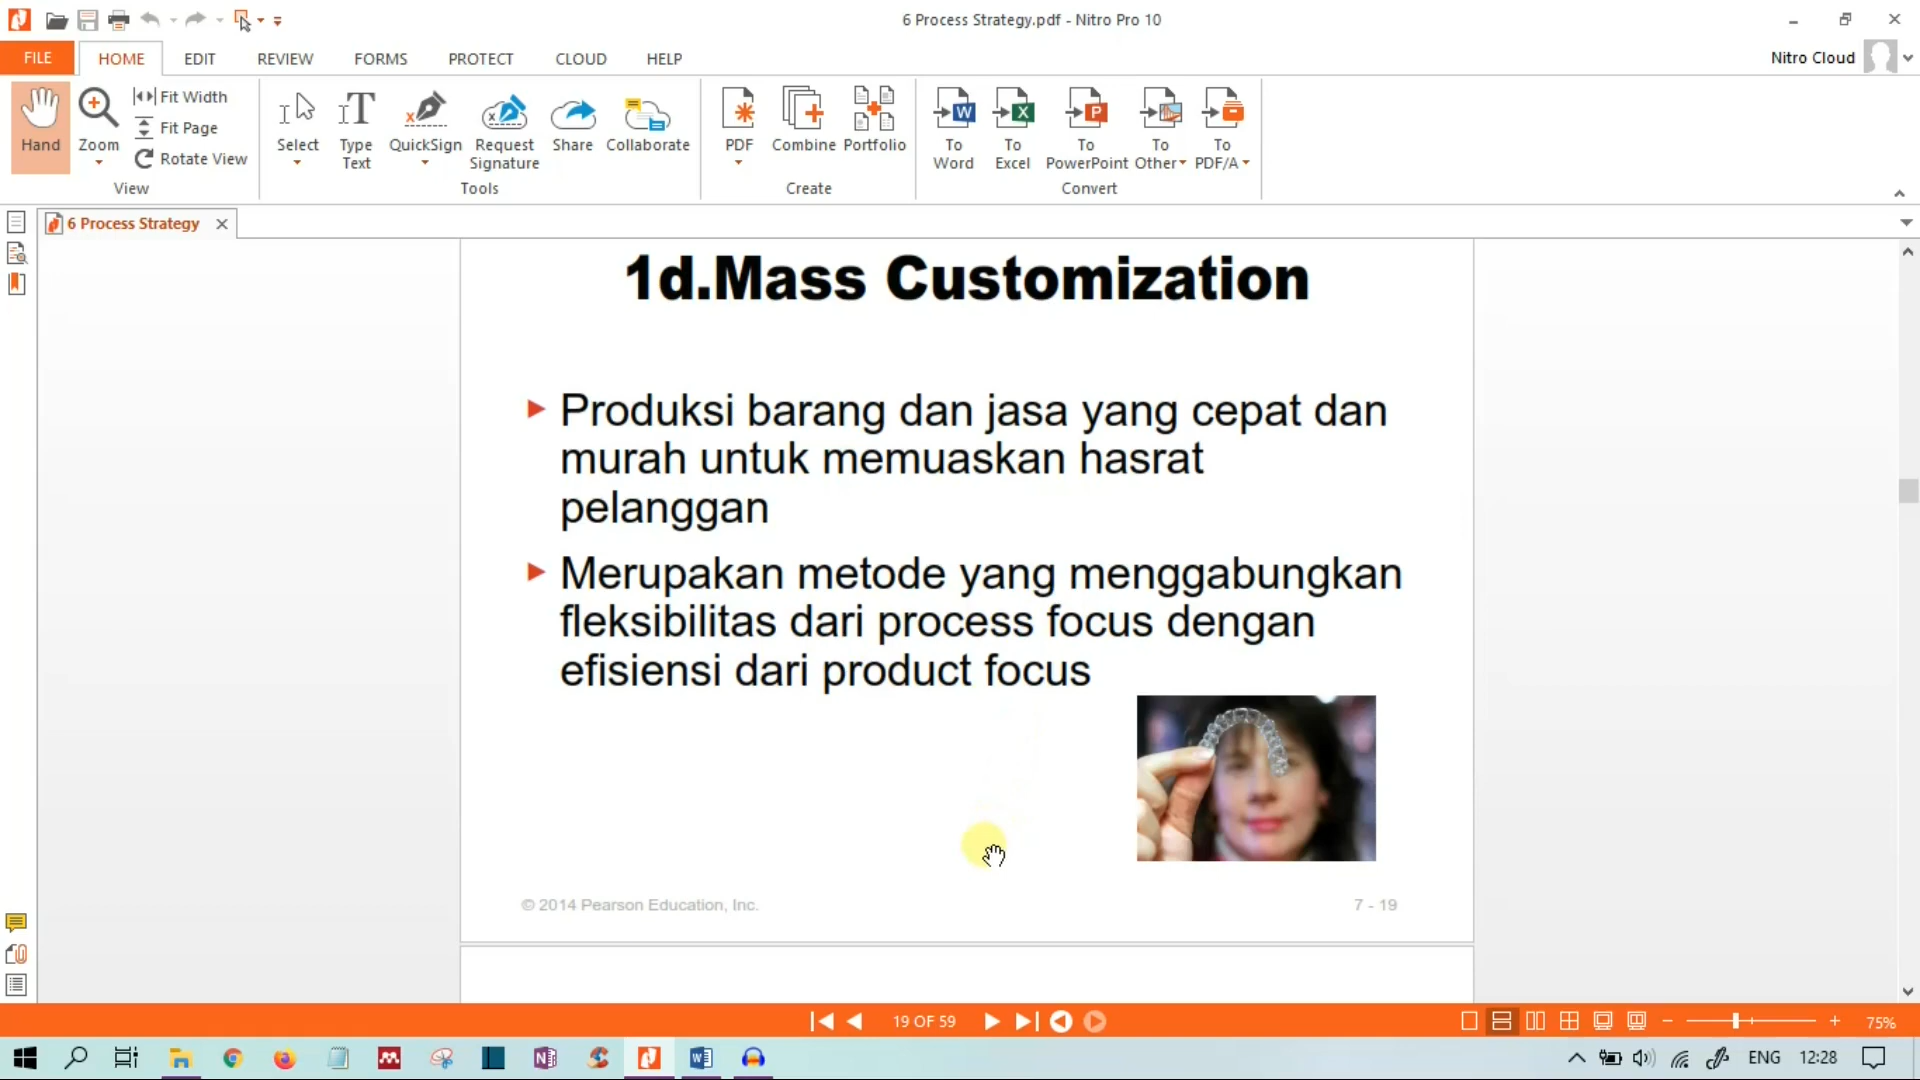 6 Process Strategy.pdf - Nitro Pro 10
FILE HOME EDIT REVIEW FORMS PROTECT CLOUD HELP Nitro Cloud
Hand
Zoom
Fit Width
Fit Page
Rotate View
View
Select
Type Text
QuickSign
Request Signature
Share
Collaborate
Tools
PDF
Combine
Portfolio
Create
To Word
To Excel
To PowerPoint
To Other
To PDF/A
Convert
6 Process Strategy
1d.Mass Customization
Produksi barang dan jasa yang cepat dan
murah untuk memuaskan hasrat
pelanggan
Merupakan metode yang menggabungkan
fleksibilitas dari process focus dengan
efisiensi dari product focus
© 2014 Pearson Education, Inc. 7 - 19
19 OF 59 75%
ENG 12:28